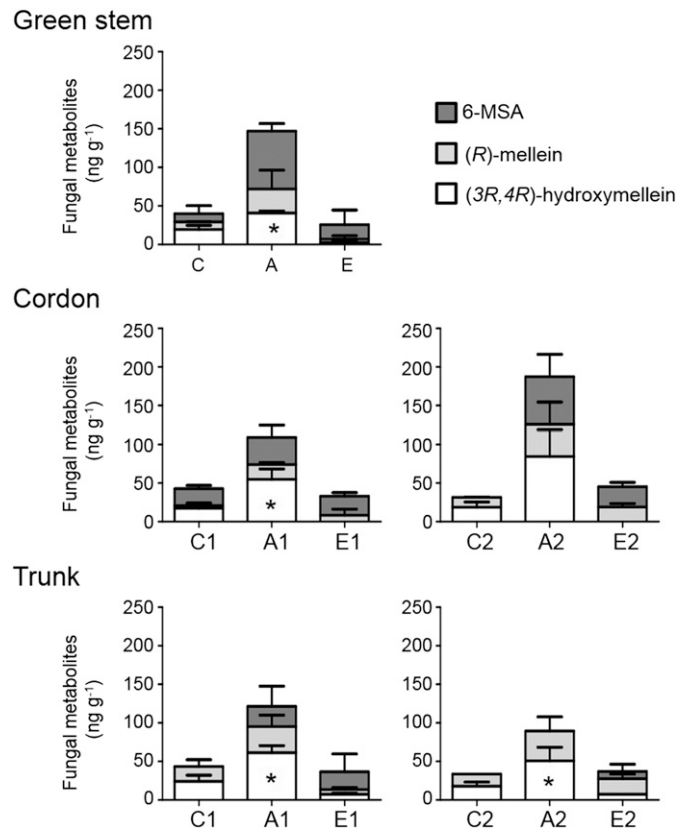 Green stem
Fungal metabolites
(ng g⁻¹)
250
200
150
100
50
0
C A E
6-MSA
(R)-mellein
(3R,4R)-hydroxymellein
*
Cordon
Fungal metabolites
(ng g⁻¹)
250
200
150
100
50
0
*
C1 A1 E1
250
200
150
100
50
0
C2 A2 E2
Trunk
Fungal metabolites
(ng g⁻¹)
250
200
150
100
50
0
*
C1 A1 E1
250
200
150
100
50
0
*
C2 A2 E2